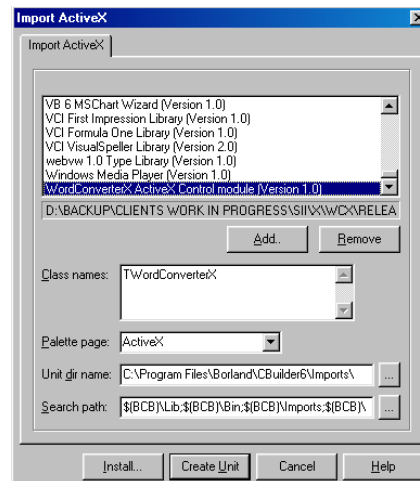 Import ActiveX
Import ActiveX
VB 6 MSChart Wizard (Version 1.0)
VCI First Impression Library (Version 1.0)
VCI Formula One Library (Version 1.0)
VCI VisualSpeller Library (Version 2.0)
webvw 1.0 Type Library (Version 1.0)
Windows Media Player (Version 1.0)
WordConverterX ActiveX Control module (Version 1.0)
D:\BACKUP\CLIENTS WORK IN PROGRESS\SII\X\WCX\RELEA
Add.. Remove
Class names: TWordConverterX
Palette page: ActiveX
Unit dir name: C:\Program Files\Borland\CBuilder6\Imports\ ...
Search path: $(BCB)\Lib;$(BCB)\Bin;$(BCB)\Imports;$(BCB)\ ...
Install... Create Unit Cancel Help